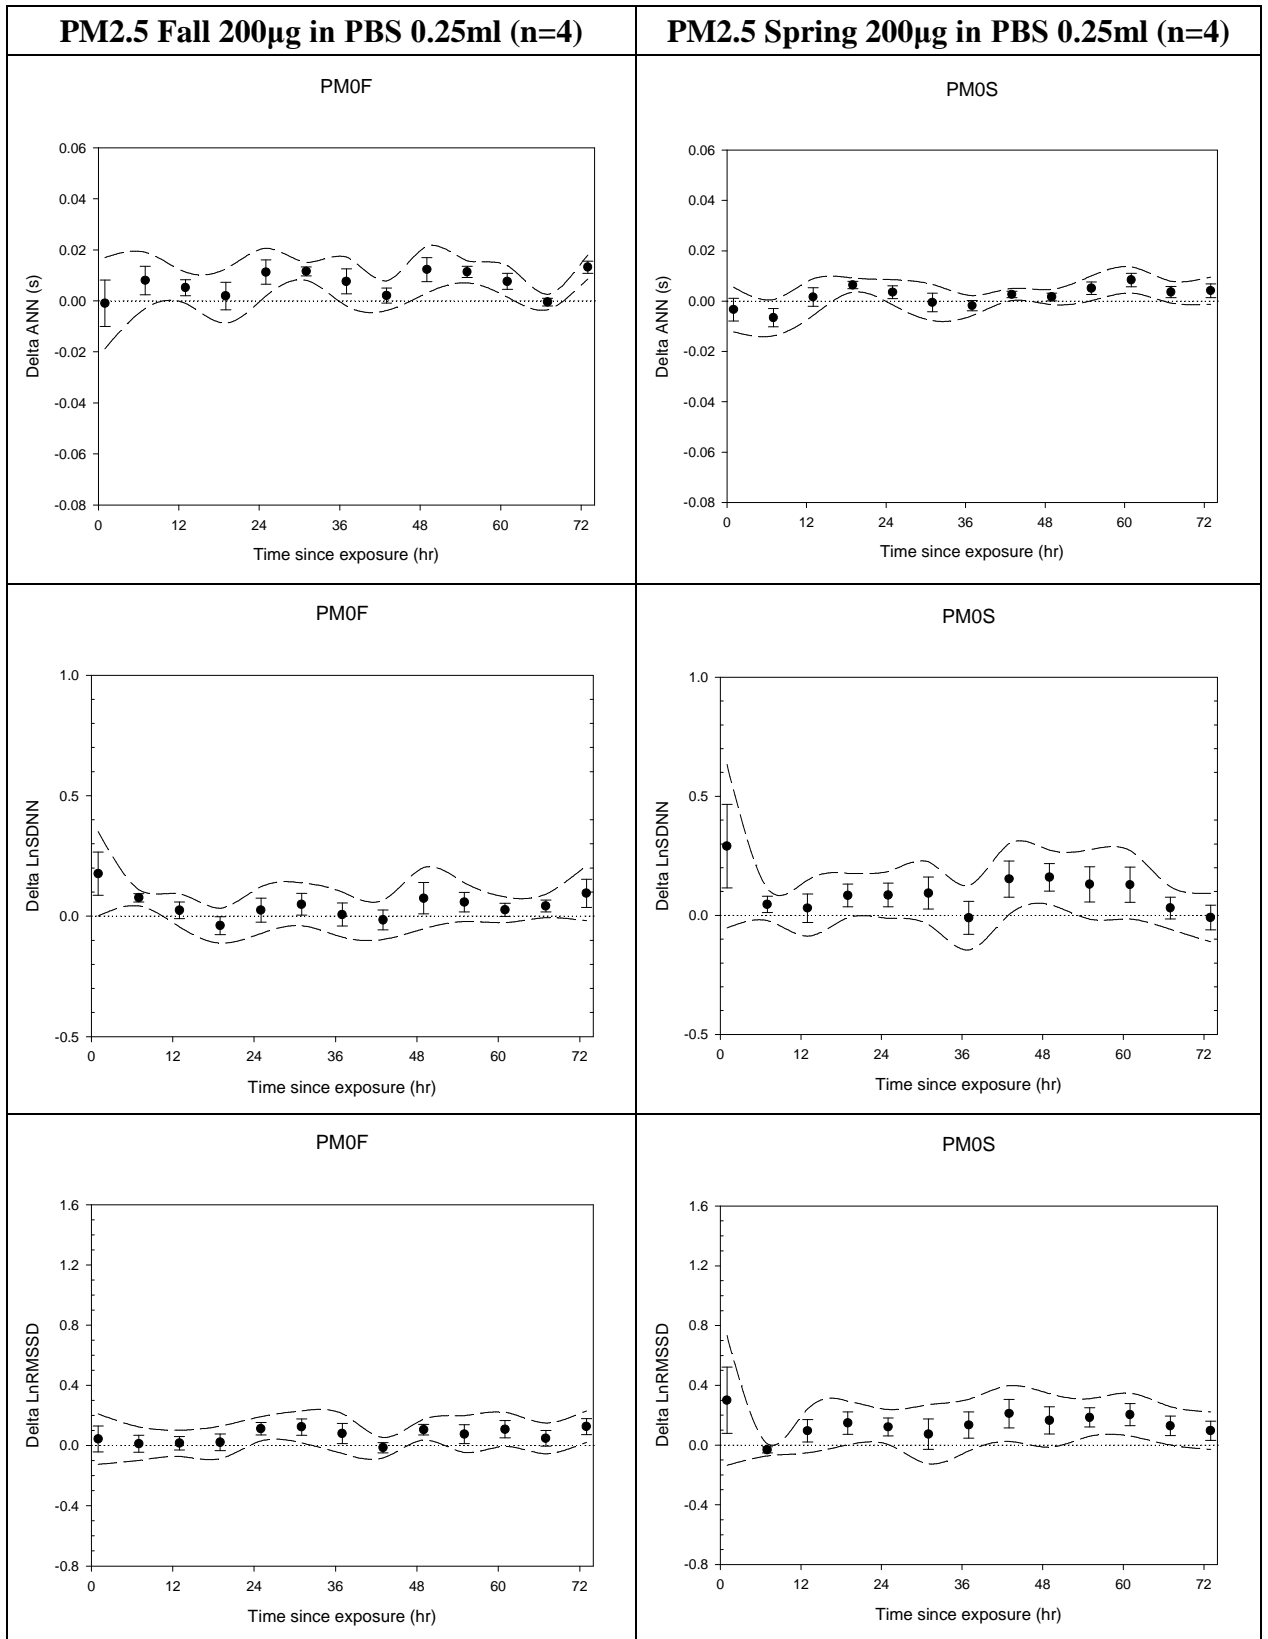 PM2.5 Fall 200μg in PBS 0.25ml (n=4)
PM2.5 Spring 200μg in PBS 0.25ml (n=4)
PM0F
0.06
0.04
0.02
0.00
-0.02
-0.04
-0.06
-0.08
Delta ANN (s)
0 12 24 36 48 60 72
Time since exposure (hr)
PM0S
0.06
0.04
0.02
0.00
-0.02
-0.04
-0.06
-0.08
Delta ANN (s)
0 12 24 36 48 60 72
Time since exposure (hr)
PM0F
1.0
0.5
0.0
-0.5
Delta LnSDNN
0 12 24 36 48 60 72
Time since exposure (hr)
PM0S
1.0
0.5
0.0
-0.5
Delta LnSDNN
0 12 24 36 48 60 72
Time since exposure (hr)
PM0F
1.6
1.2
0.8
0.4
0.0
-0.4
-0.8
Delta LnRMSSD
0 12 24 36 48 60 72
Time since exposure (hr)
PM0S
1.6
1.2
0.8
0.4
0.0
-0.4
-0.8
Delta LnRMSSD
0 12 24 36 48 60 72
Time since exposure (hr)